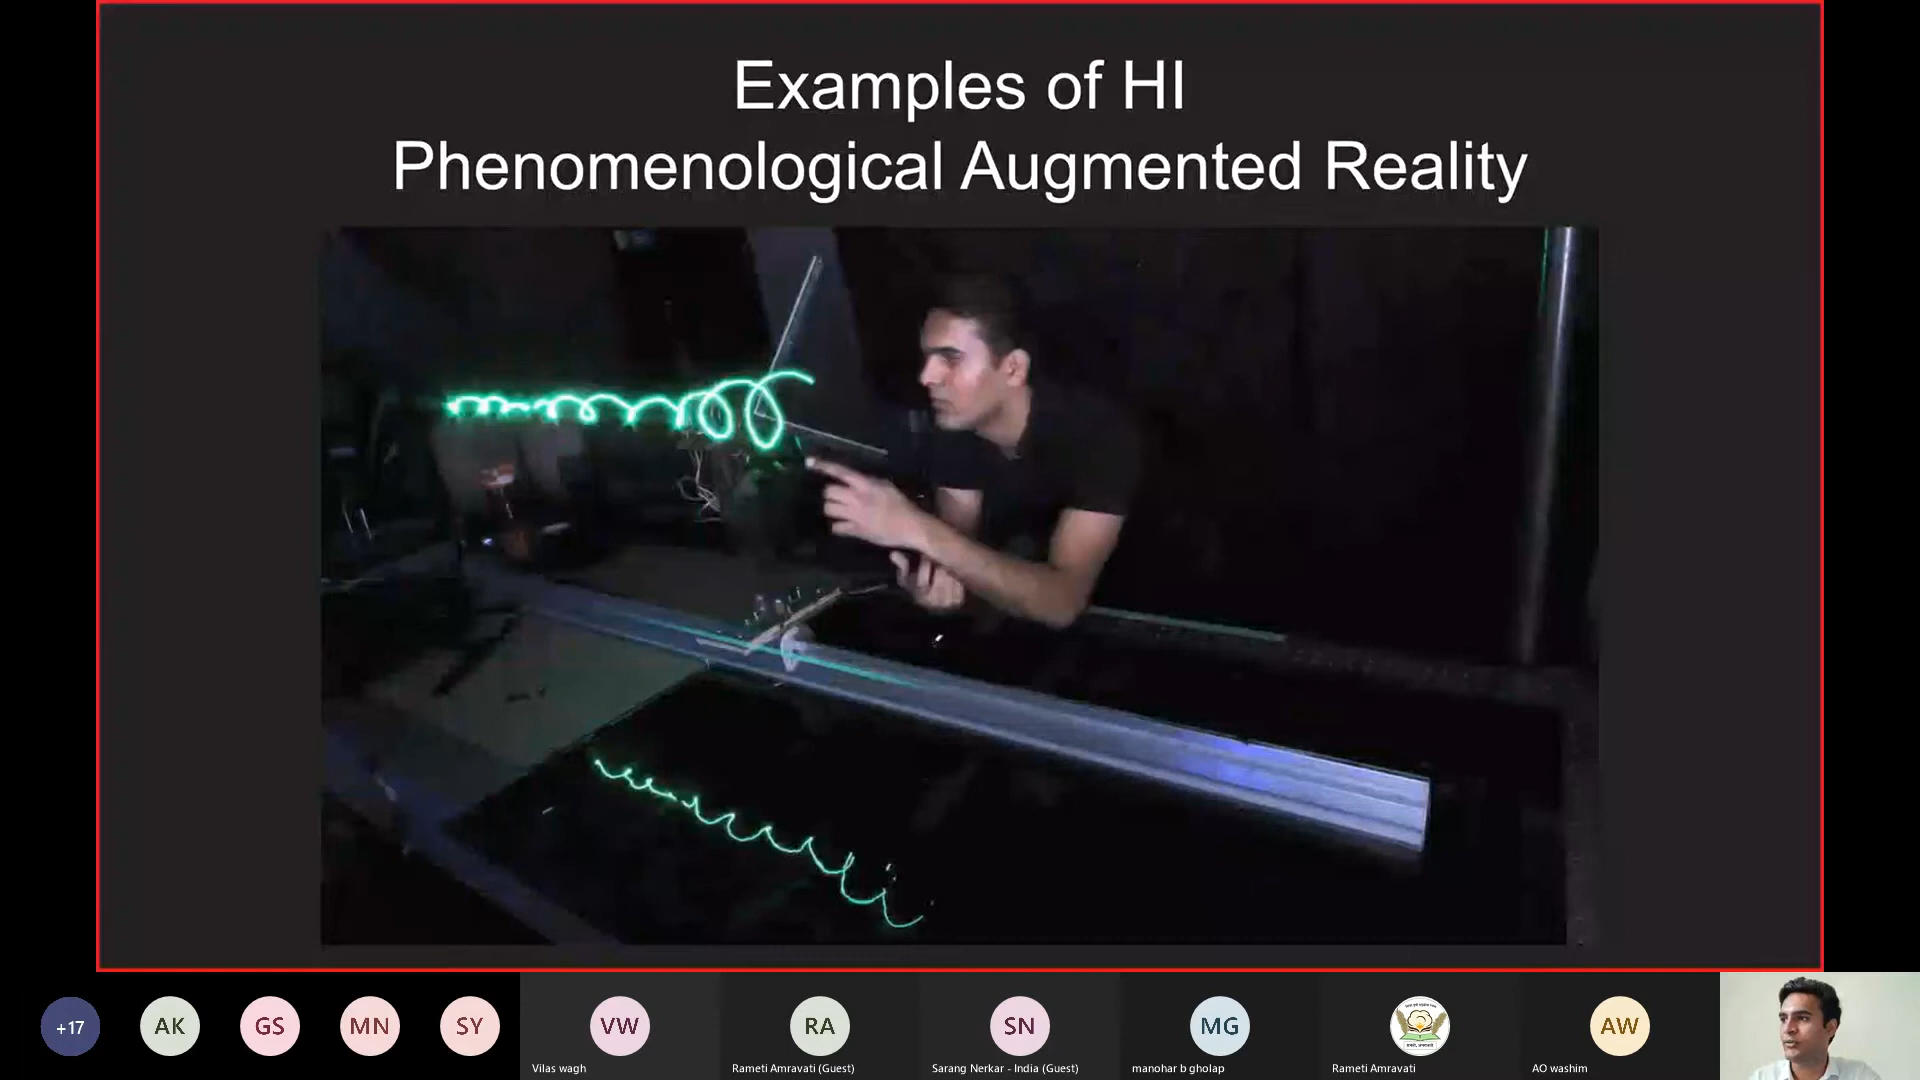 Examples of HI
Phenomenological Augmented Reality
+17
AK
GS
MN
SY
VW
RA
SN
MG
AW
Vilas wagh
Rameti Amravati (Guest)
Sarang Nerkar - India (Guest)
manohar b gholap
Rameti Amravati
AO washim